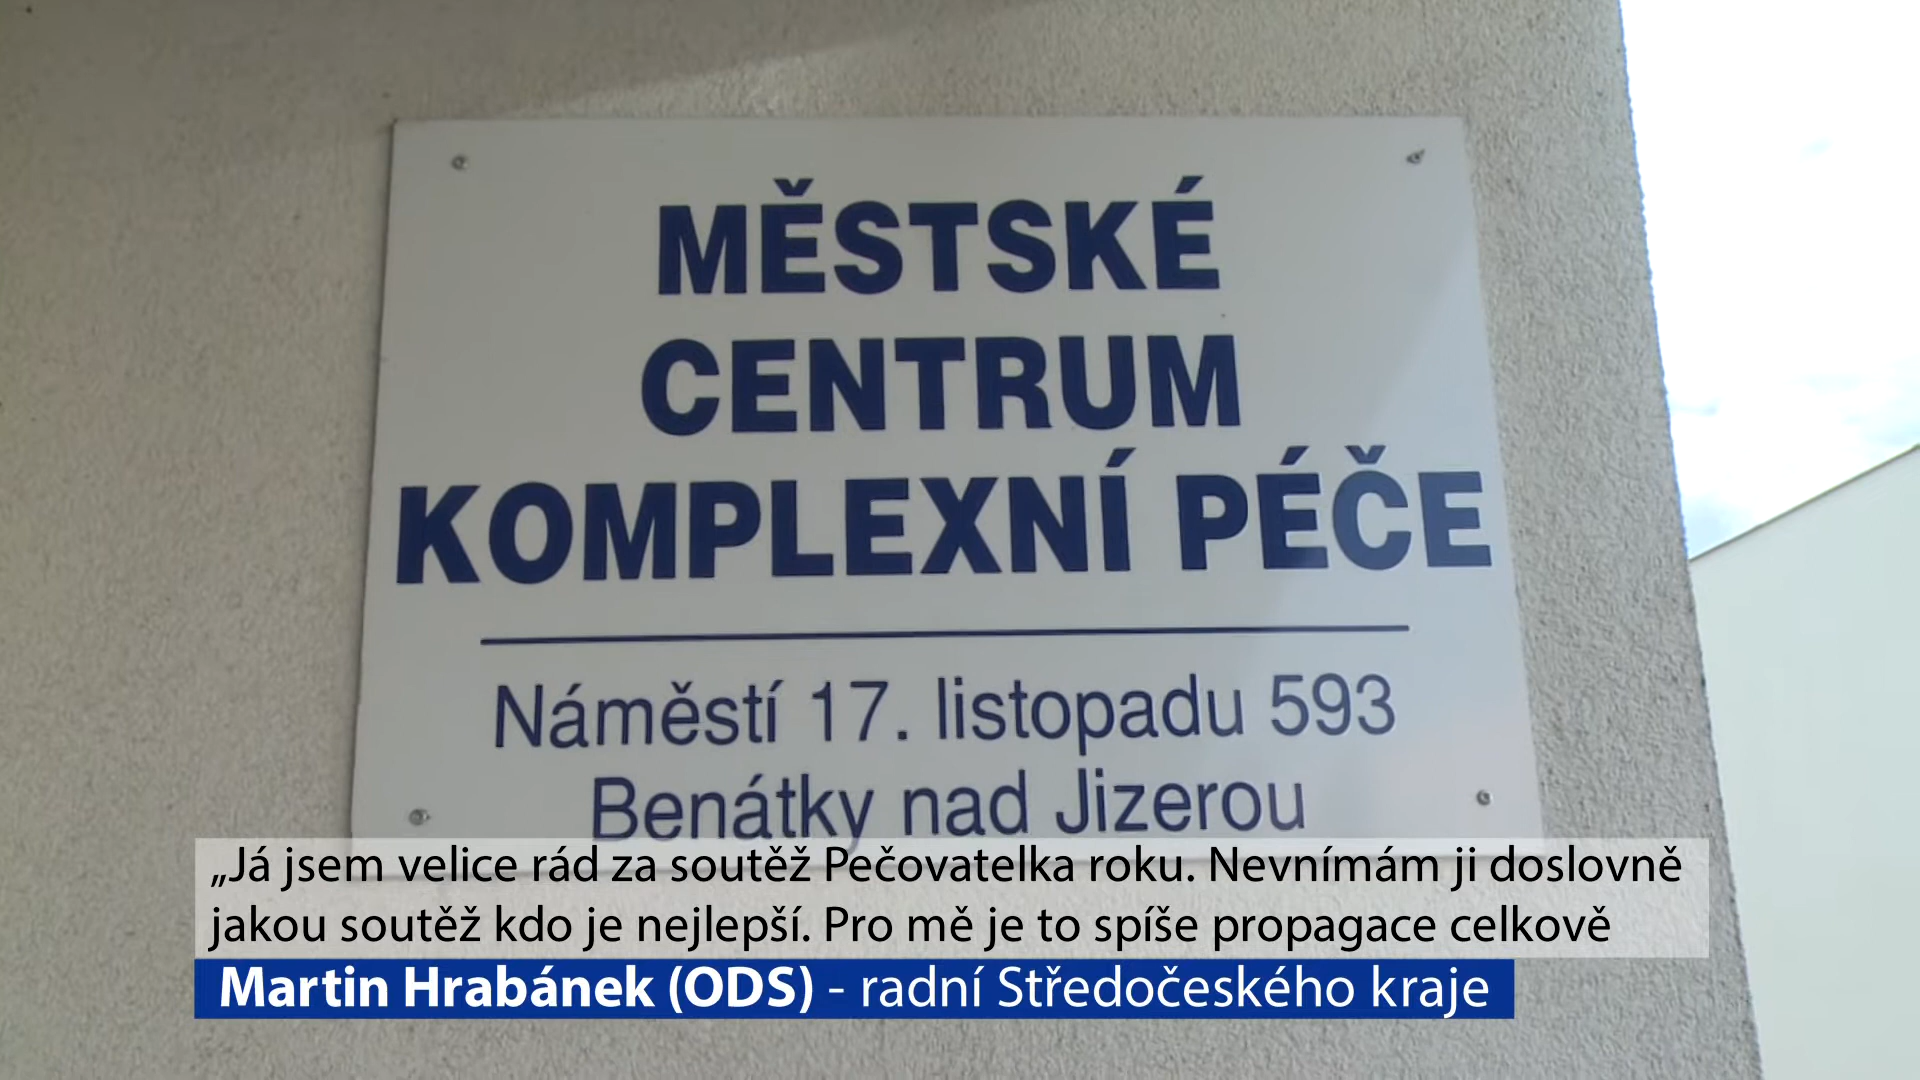 MĚSTSKÉ
CENTRUM
KOMPLEXNÍ PÉČE
Náměstí 17. listopadu 593
Benátky nad Jizerou
„Já jsem velice rád za soutěž Pečovatelka roku. Nevnímám ji doslovně
jakou soutěž kdo je nejlepší. Pro mě je to spíše propagace celkově
Martin Hrabánek (ODS) - radní Středočeského kraje